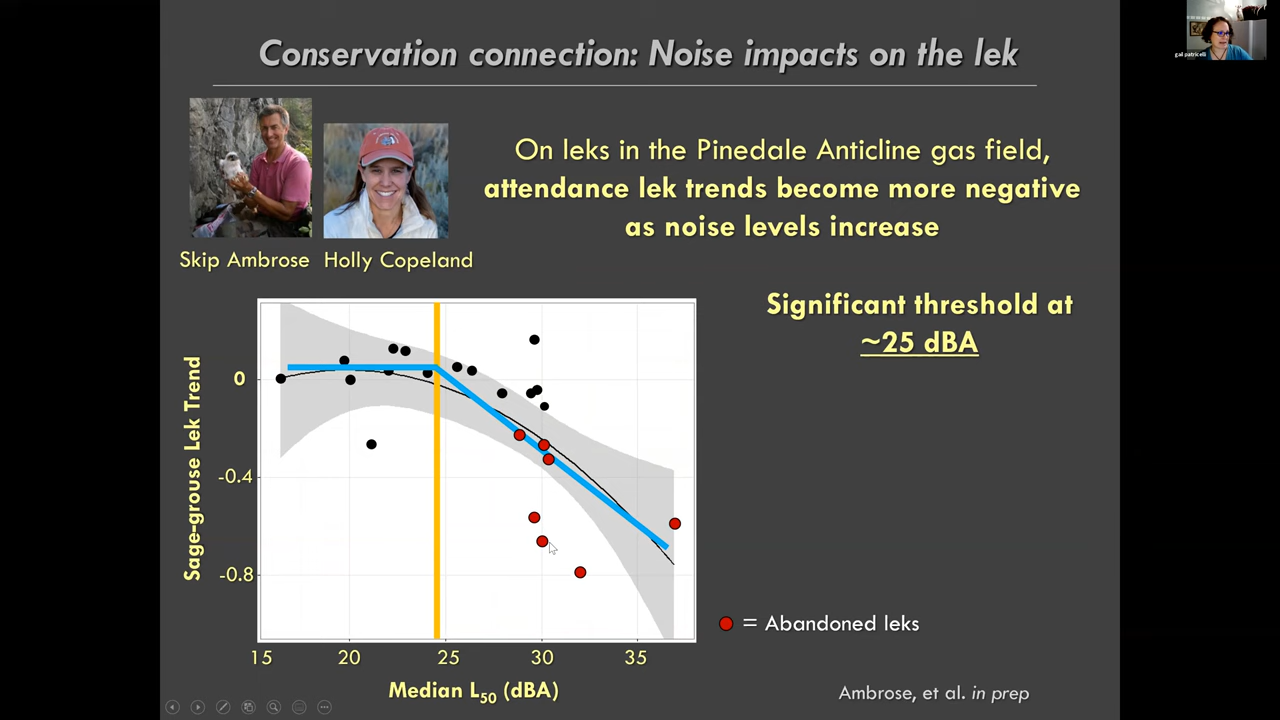 Conservation connection: Noise impacts on the lek
gail patricelli
On leks in the Pinedale Anticline gas field,
attendance lek trends become more negative
as noise levels increase
Skip Ambrose
Holly Copeland
Significant threshold at
~25 dBA
Sage-grouse Lek Trend
0
-0.4
-0.8
15 20 25 30 35
Median L50 (dBA)
= Abandoned leks
Ambrose, et al. in prep